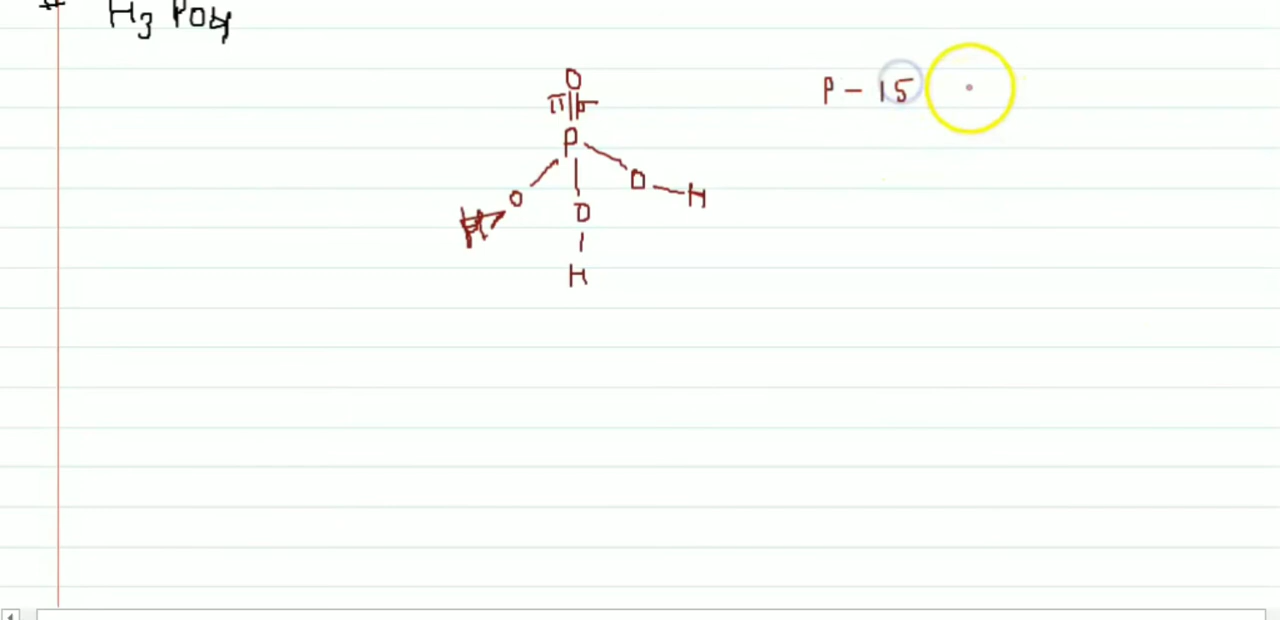 # H3 PO4
O
π σ
P P - 15
O O - H
H O
H